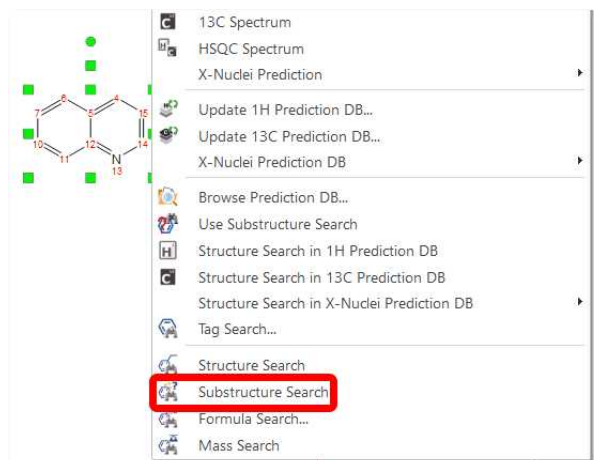 13C Spectrum
HSQC Spectrum
X-Nuclei Prediction
Update 1H Prediction DB...
Update 13C Prediction DB...
X-Nuclei Prediction DB
Browse Prediction DB...
Use Substructure Search
Structure Search in 1H Prediction DB
Structure Search in 13C Prediction DB
Structure Search in X-Nuclei Prediction DB
Tag Search...
Structure Search
Substructure Search
Formula Search...
Mass Search
6 4
7 5 15
10 12 14
11 N
13